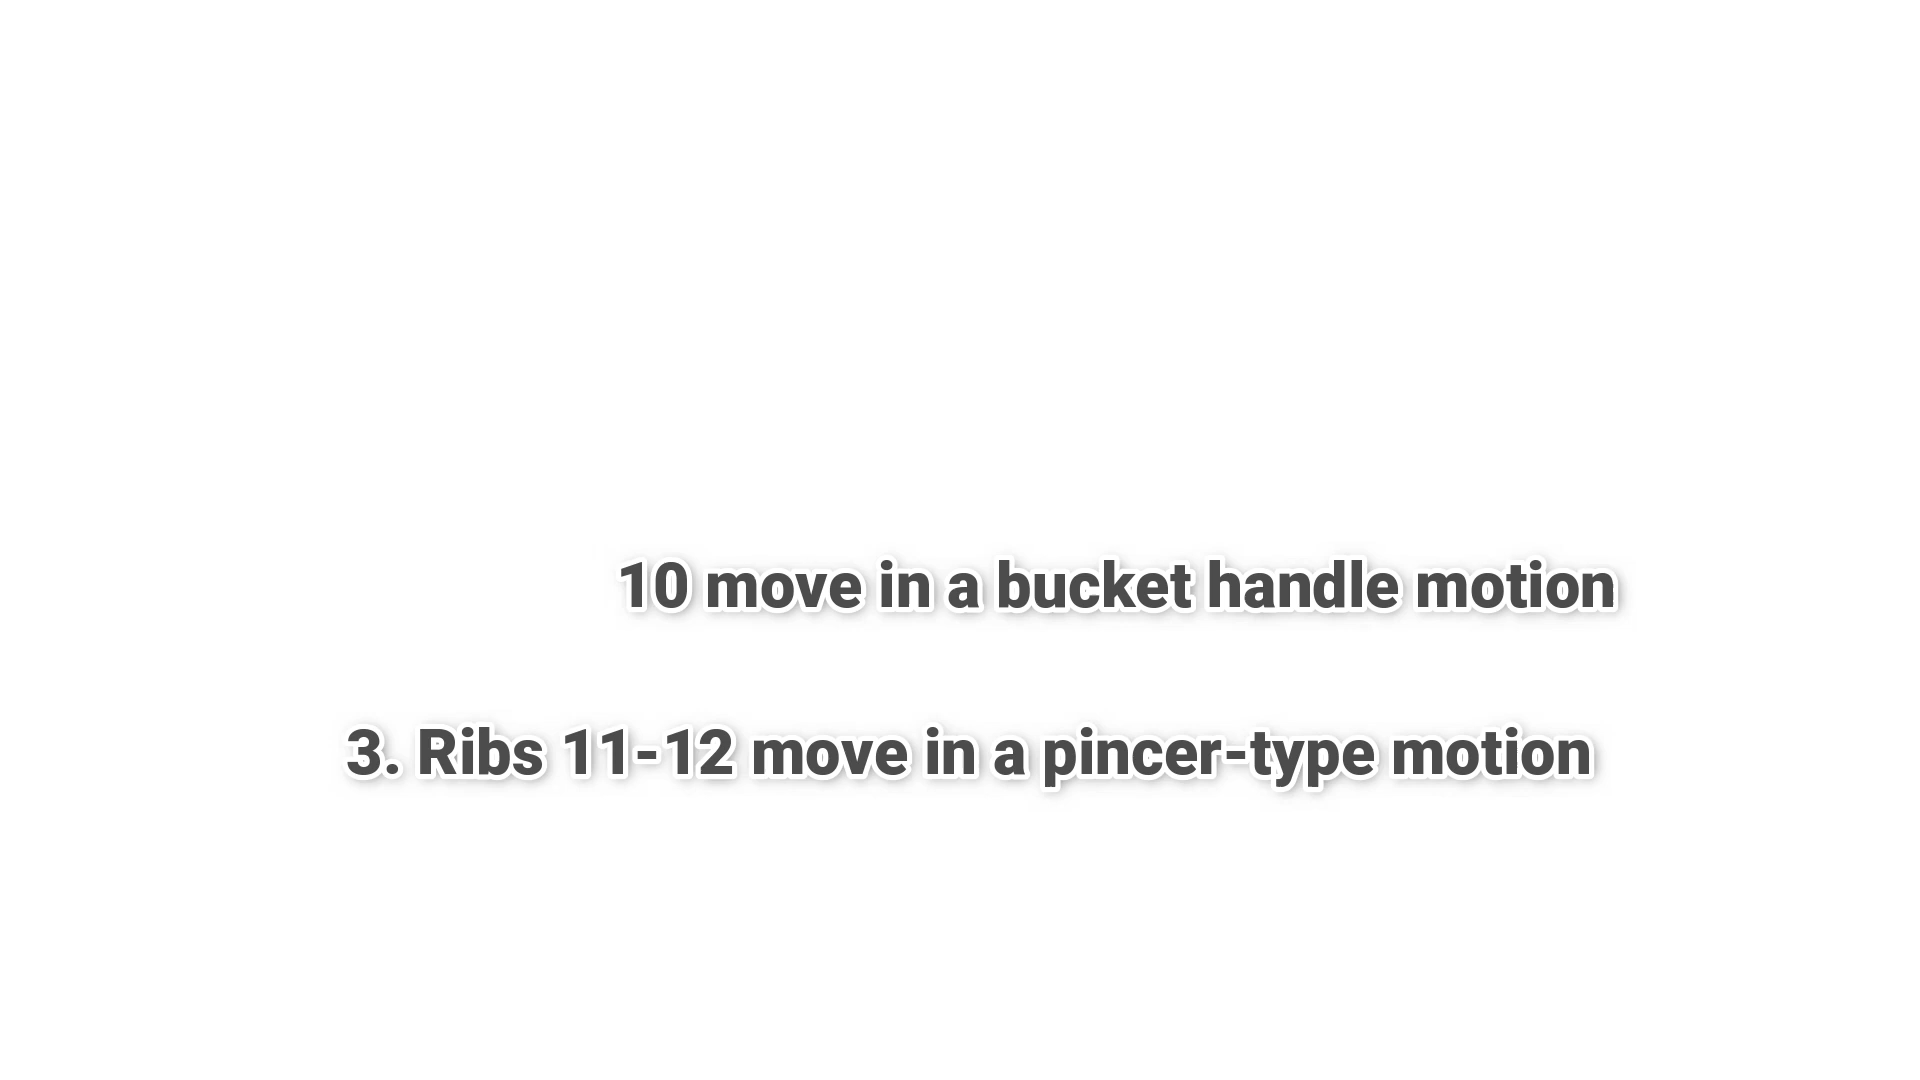 10 move in a bucket handle motion
3. Ribs 11-12 move in a pincer-type motion